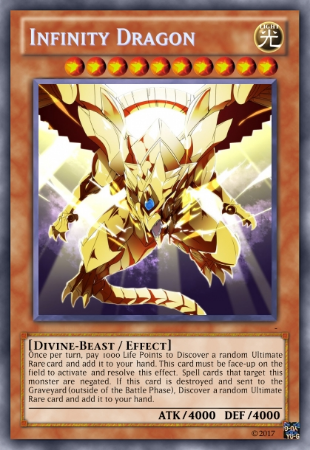 INFINITY DRAGON
LIGHT
光
[DIVINE-BEAST / EFFECT]
Once per turn, pay 1000 Life Points to Discover a random Ultimate
Rare card and add it to your hand. This card must be face-up on the
field to activate and resolve this effect. Spell cards that target this
monster are negated. If this card is destroyed and sent to the
Graveyard (outside of the Battle Phase), Discover a random Ultimate
Rare card and add it to your hand.
ATK / 4000 DEF / 4000
©2017